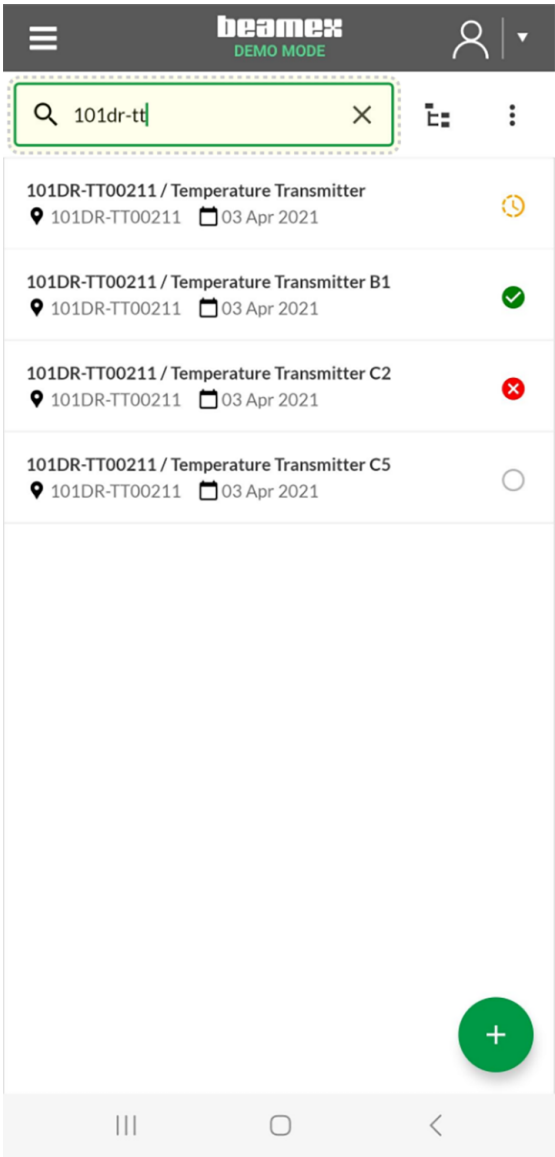 beamex
DEMO MODE
101dr-tt
101DR-TT00211 / Temperature Transmitter
101DR-TT00211 03 Apr 2021
101DR-TT00211 / Temperature Transmitter B1
101DR-TT00211 03 Apr 2021
101DR-TT00211 / Temperature Transmitter C2
101DR-TT00211 03 Apr 2021
101DR-TT00211 / Temperature Transmitter C5
101DR-TT00211 03 Apr 2021